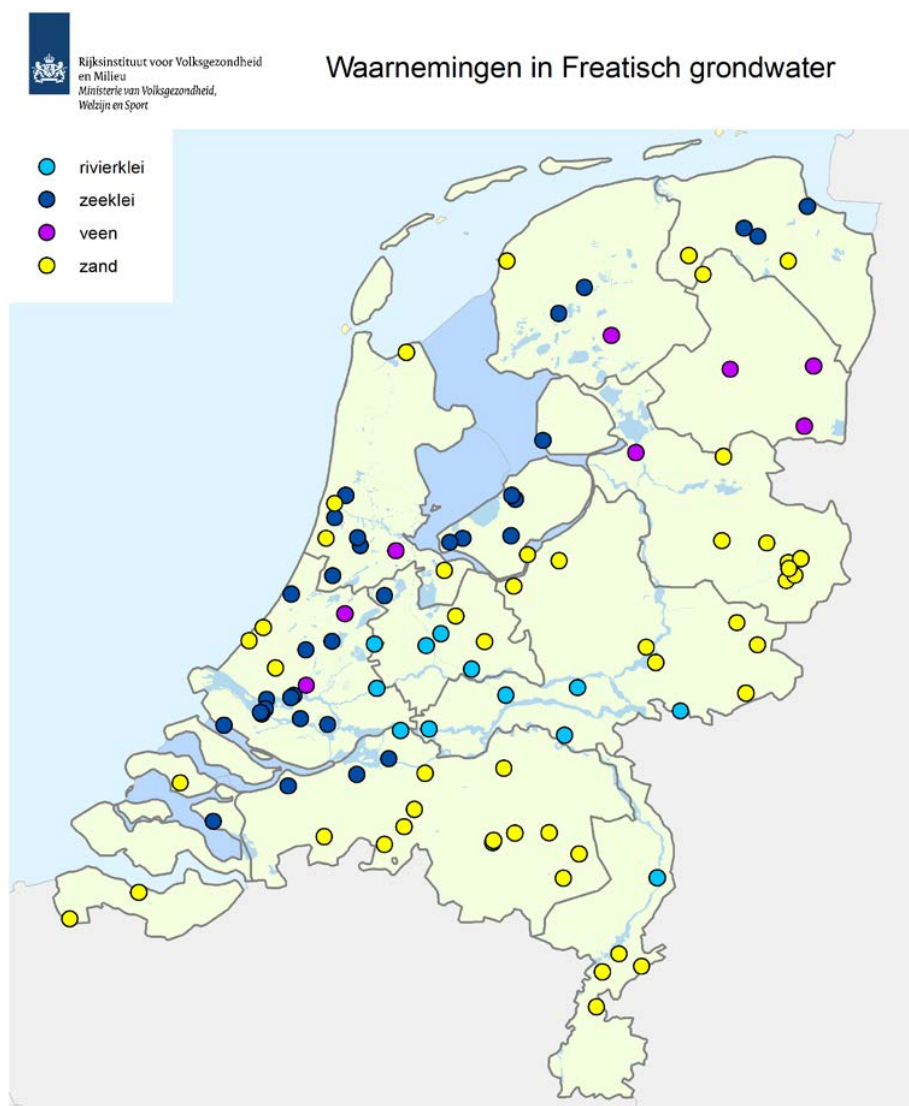 Rijksinstituut voor Volksgezondheid
en Milieu
Ministerie van Volksgezondheid,
Welzijn en Sport
Waarnemingen in Freatisch grondwater
rivierklei
zeeklei
veen
zand